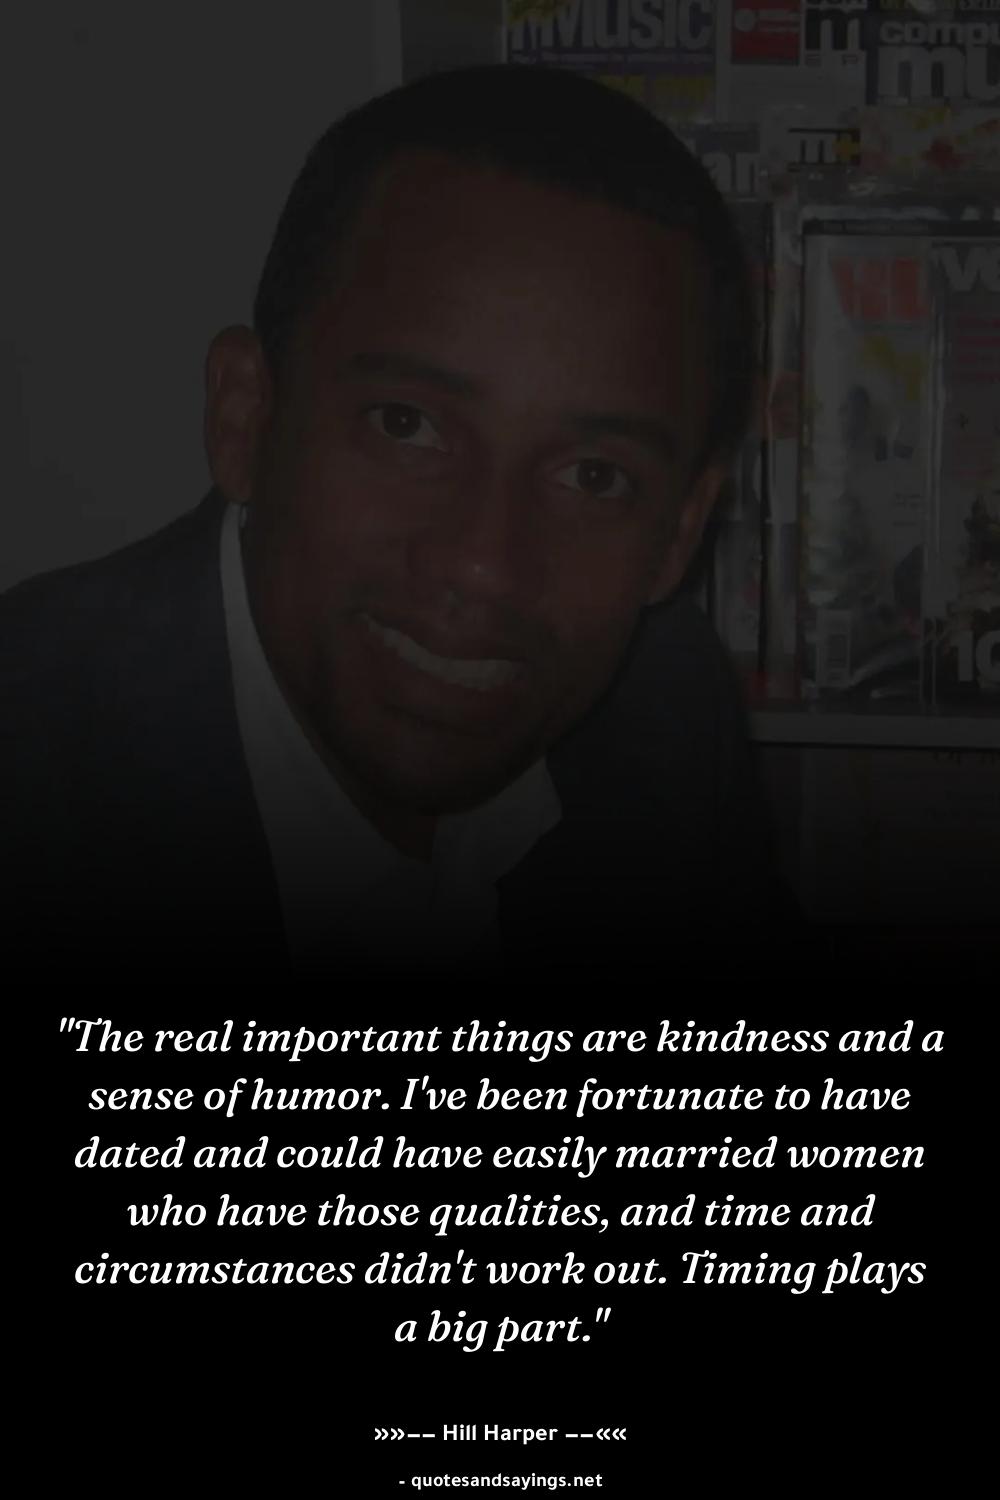 Music
"The real important things are kindness and a
sense of humor. I've been fortunate to have
dated and could have easily married women
who have those qualities, and time and
circumstances didn't work out. Timing plays
a big part."
»»–– Hill Harper ––««
- quotesandsayings.net